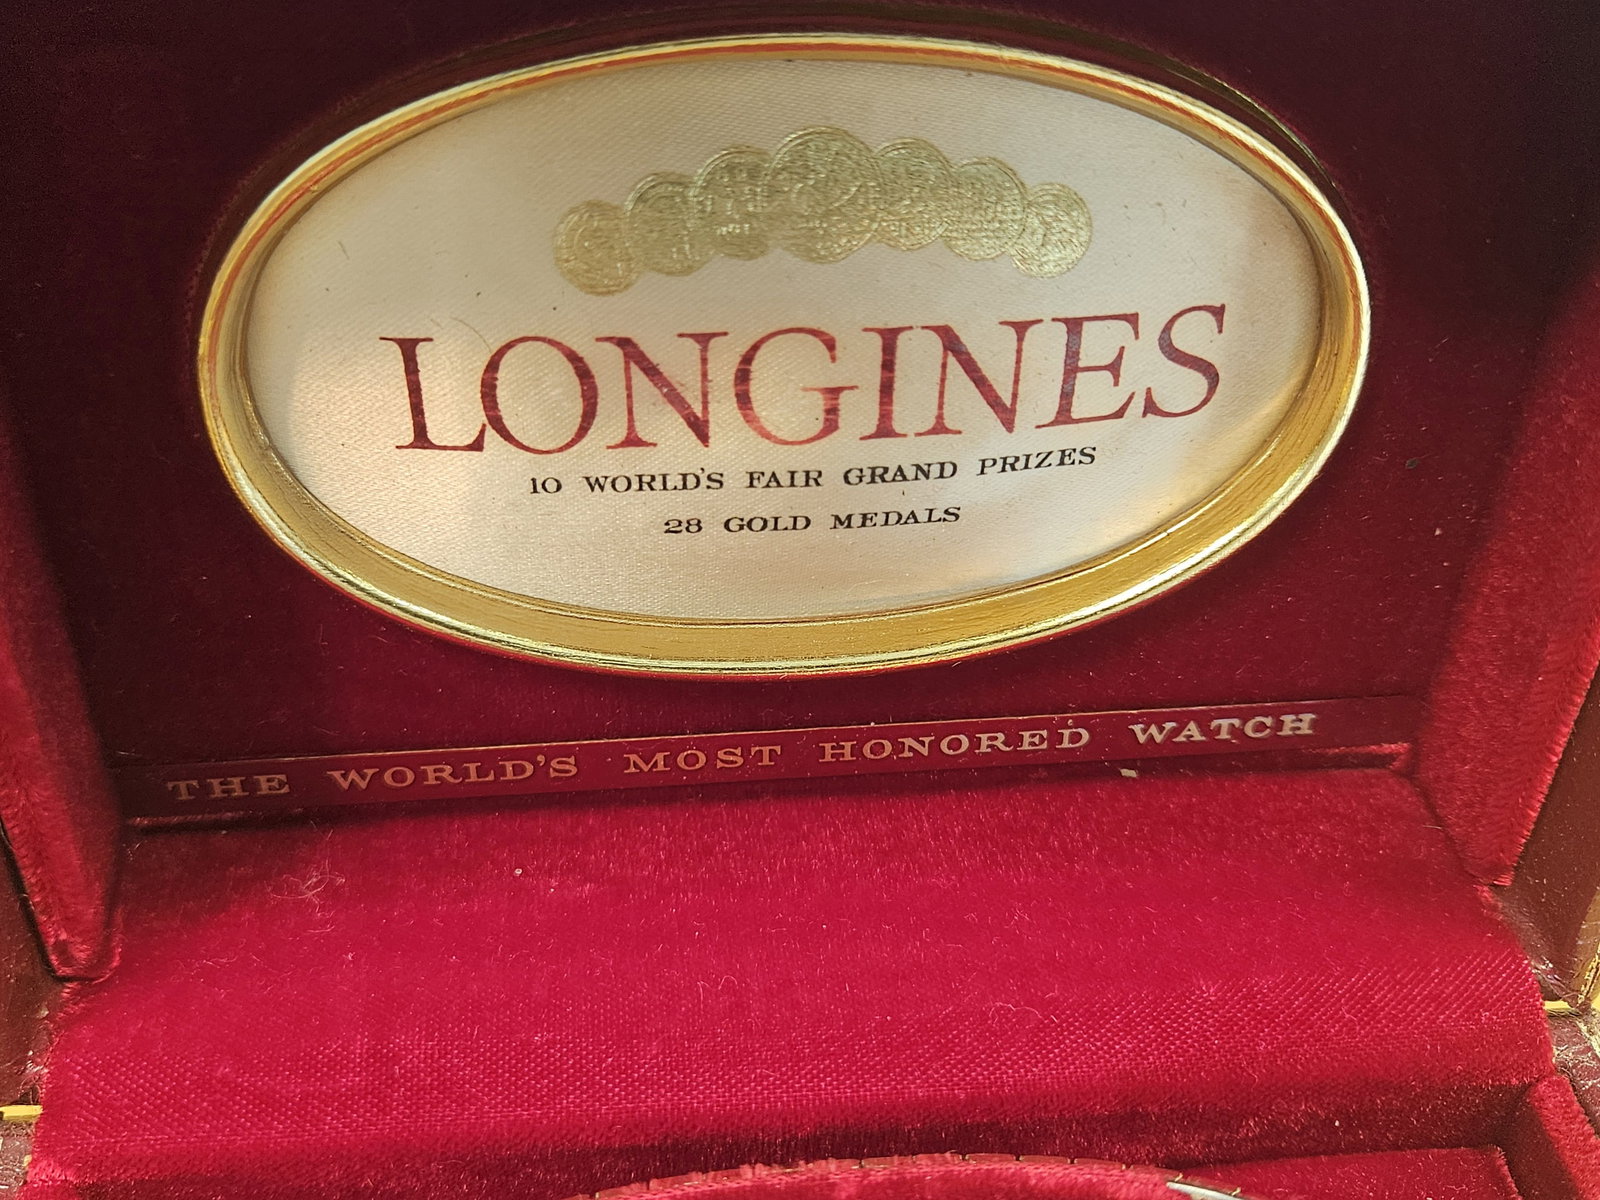 LONGINES
10 WORLD'S FAIR GRAND PRIZES
28 GOLD MEDALS
THE WORLD'S MOST HONORED WATCH